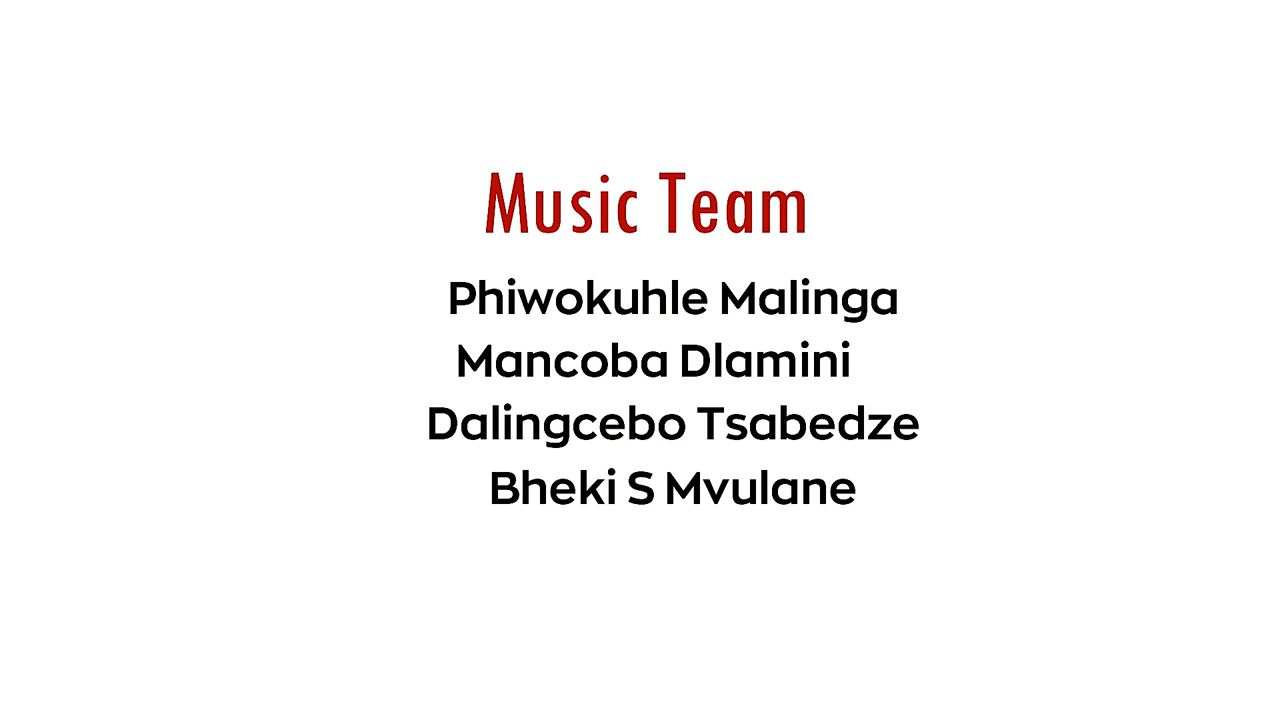 Music Team
Phiwokuhle Malinga
Mancoba Dlamini
Dalingcebo Tsabedze
Bheki S Mvulane